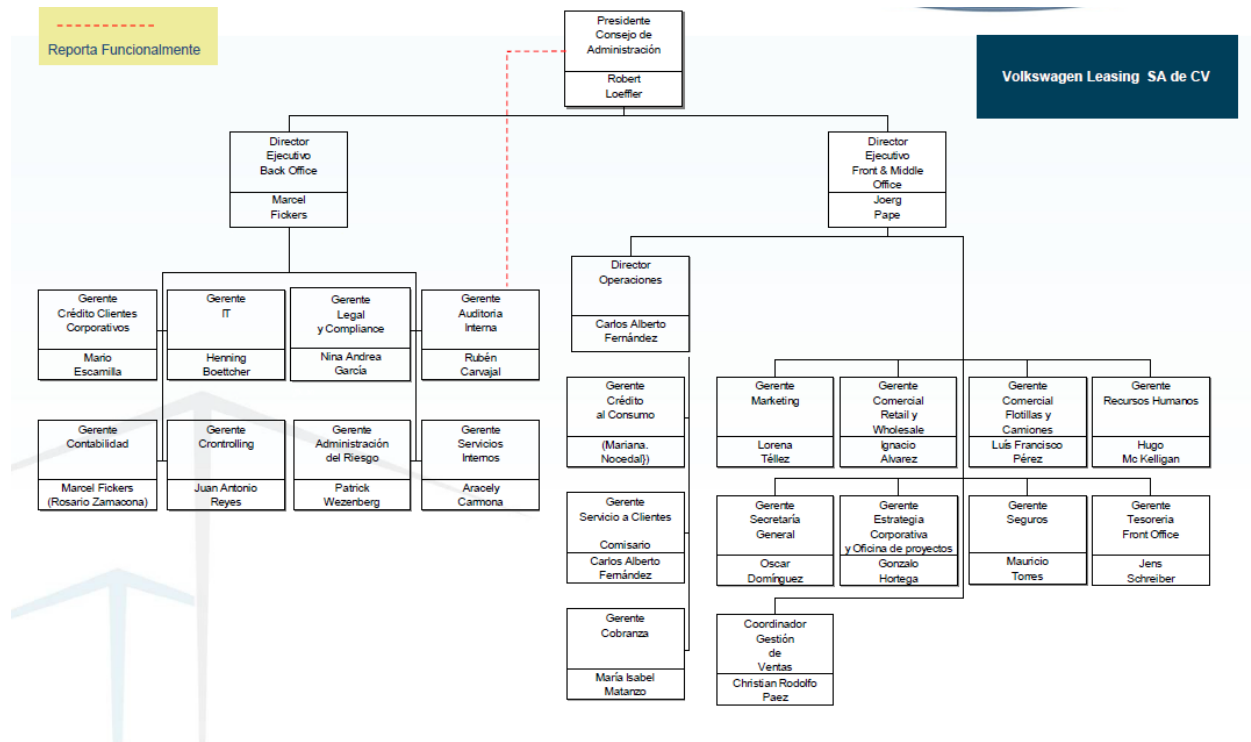 Reporta Funcionalmente
Presidente
Consejo de
Administración
Robert
Loeffler
Volkswagen Leasing SA de CV
Director
Ejecutivo
Back Office
Marcel
Fickers
Director
Ejecutivo
Front & Middle
Office
Joerg
Pape
Director
Operaciones
Carlos Alberto
Fernández
Gerente
Crédito Clientes
Corporativos
Mario
Escamilla
Gerente
IT
Henning
Boettcher
Gerente
Legal
y Compliance
Nina Andrea
García
Gerente
Auditoria
Interna
Rubén
Carvajal
Gerente
Contabilidad
Marcel Fickers
(Rosario Zamacona)
Gerente
Crontrolling
Juan Antonio
Reyes
Gerente
Administración
del Riesgo
Patrick
Wezenberg
Gerente
Servicios
Internos
Aracely
Carmona
Gerente
Crédito
al Consumo
(Mariana.
Nocedal})
Gerente
Servicio a Clientes
Comisario
Carlos Alberto
Fernández
Gerente
Cobranza
María Isabel
Matanzo
Gerente
Marketing
Lorena
Téllez
Gerente
Comercial
Retail y
Wholesale
Ignacio
Alvarez
Gerente
Comercial
Flotillas y
Camiones
Luís Francisco
Pérez
Gerente
Recursos Humanos
Hugo
Mc Kelligan
Gerente
Secretaría
General
Oscar
Domínguez
Gerente
Estrategia
Corporativa
y Oficina de proyectos
Gonzalo
Hortega
Gerente
Seguros
Mauricio
Torres
Gerente
Tesoreria
Front Office
Jens
Schreiber
Coordinador
Gestión
de
Ventas
Christian Rodolfo
Paez